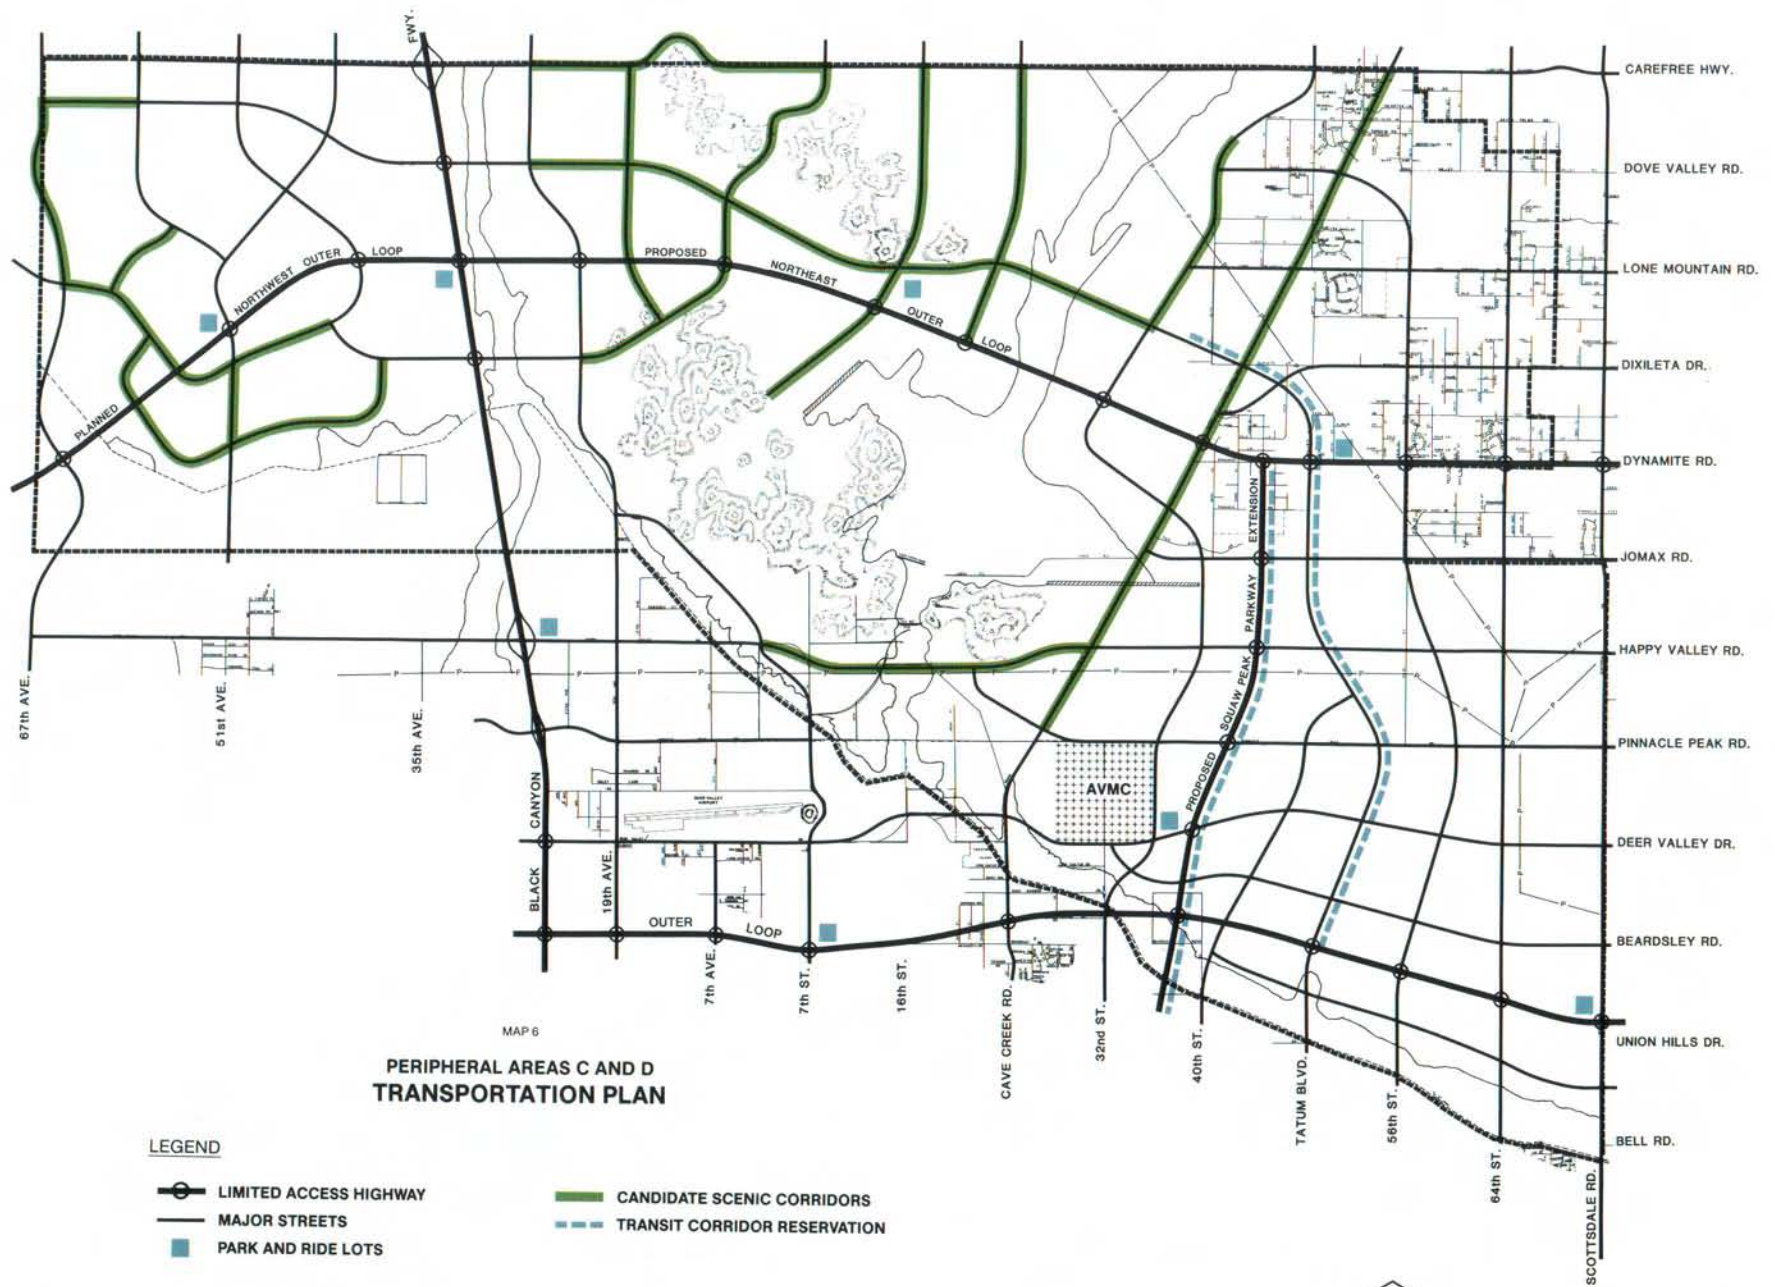 FWY.
CAREFREE HWY.
DOVE VALLEY RD.
NORTHWEST OUTER LOOP
PROPOSED NORTHEAST OUTER LOOP
LONE MOUNTAIN RD.
DIXILETA DR.
PLANNED
DYNAMITE RD.
JOMAX RD.
PROPOSED SQUAW PEAK PARKWAY EXTENSION
HAPPY VALLEY RD.
67th AVE.
51st AVE.
35th AVE.
PINNACLE PEAK RD.
AVMC
BLACK CANYON
DEER VALLEY
AIRPORT
DEER VALLEY DR.
19th AVE.
OUTER LOOP
BEARDSLEY RD.
7th AVE.
7th ST.
16th ST.
CAVE CREEK RD.
32nd ST.
40th ST.
TATUM BLVD.
56th ST.
64th ST.
SCOTTSDALE RD.
UNION HILLS DR.
BELL RD.
MAP 6
PERIPHERAL AREAS C AND D
TRANSPORTATION PLAN
LEGEND
LIMITED ACCESS HIGHWAY
MAJOR STREETS
PARK AND RIDE LOTS
CANDIDATE SCENIC CORRIDORS
TRANSIT CORRIDOR RESERVATION